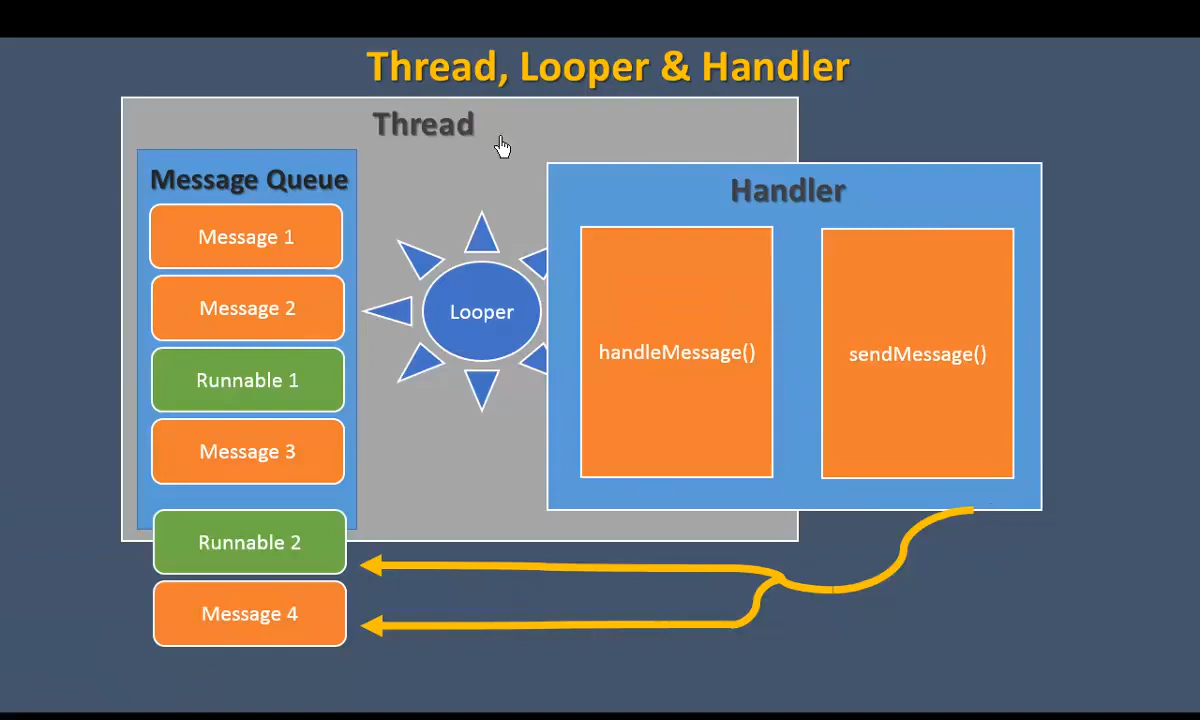 Thread, Looper & Handler
Thread
Message Queue
Message 1
Message 2
Runnable 1
Message 3
Runnable 2
Message 4
Looper
Handler
handleMessage()
sendMessage()